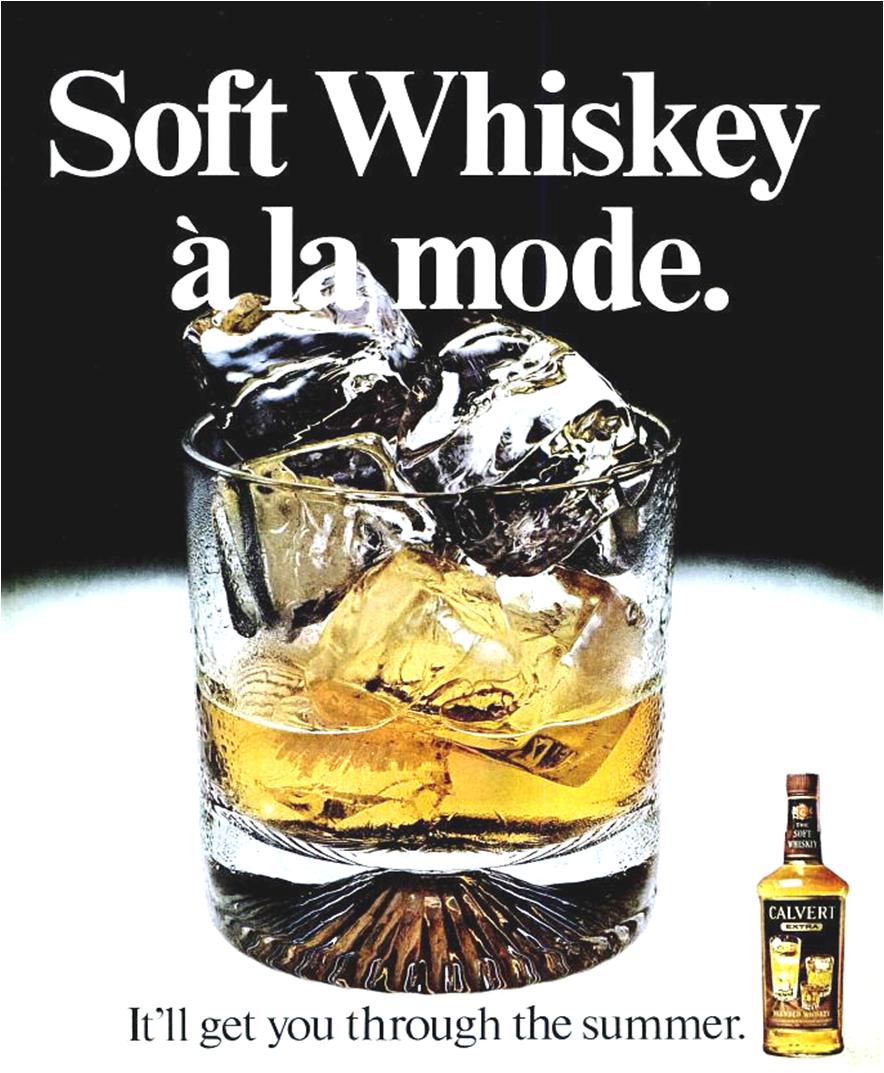 Soft Whiskey
à la mode.
THE
SOFT
WHISKEY
CALVERT
EXTRA
BLENDED WHISKEY
It'll get you through the summer.